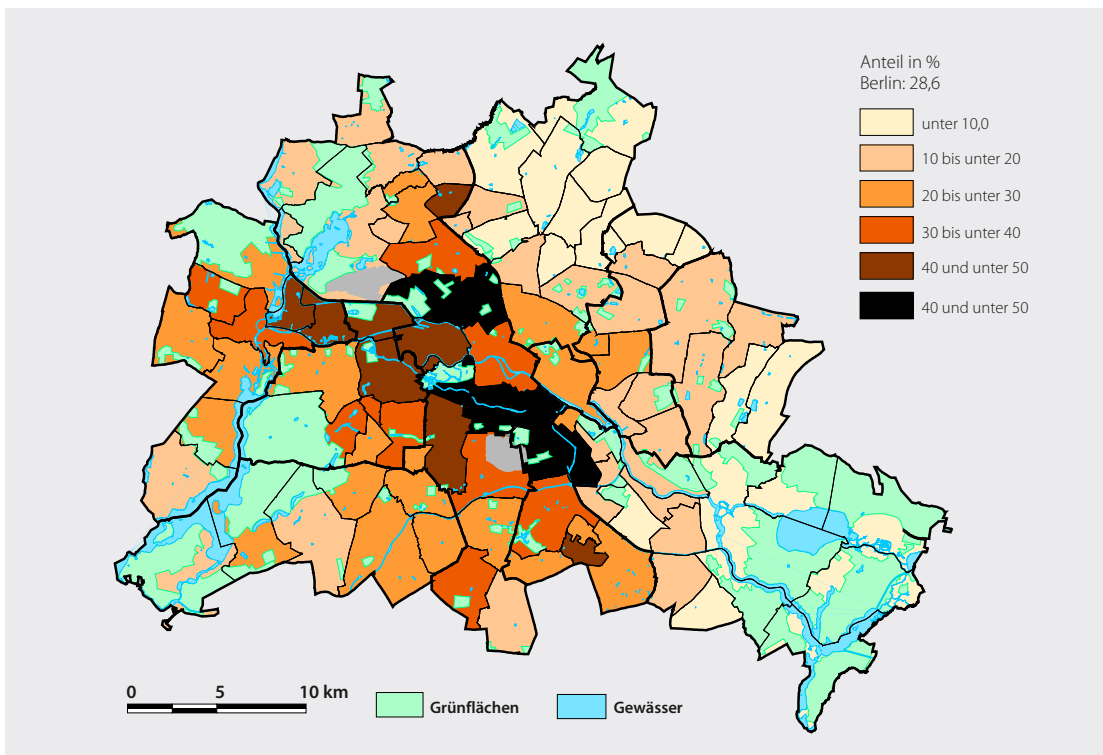 Anteil in %
Berlin: 28,6
unter 10,0
10 bis unter 20
20 bis unter 30
30 bis unter 40
40 und unter 50
40 und unter 50
0 5 10 km
Grünflächen
Gewässer